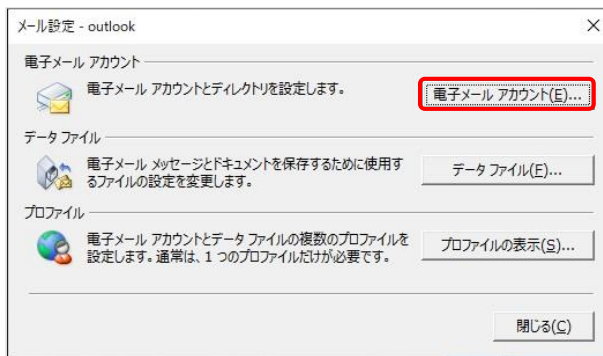 メール設定 - outlook
電子メール アカウント
電子メール アカウントとディレクトリを設定します。
電子メール アカウント(E)...
データ ファイル
電子メール メッセージとドキュメントを保存するために使用す
るファイルの設定を変更します。
データ ファイル(F)...
プロファイル
電子メール アカウントとデータ ファイルの複数のプロファイルを
設定します。通常は、1 つのプロファイルだけが必要です。
プロファイルの表示(S)...
閉じる(C)